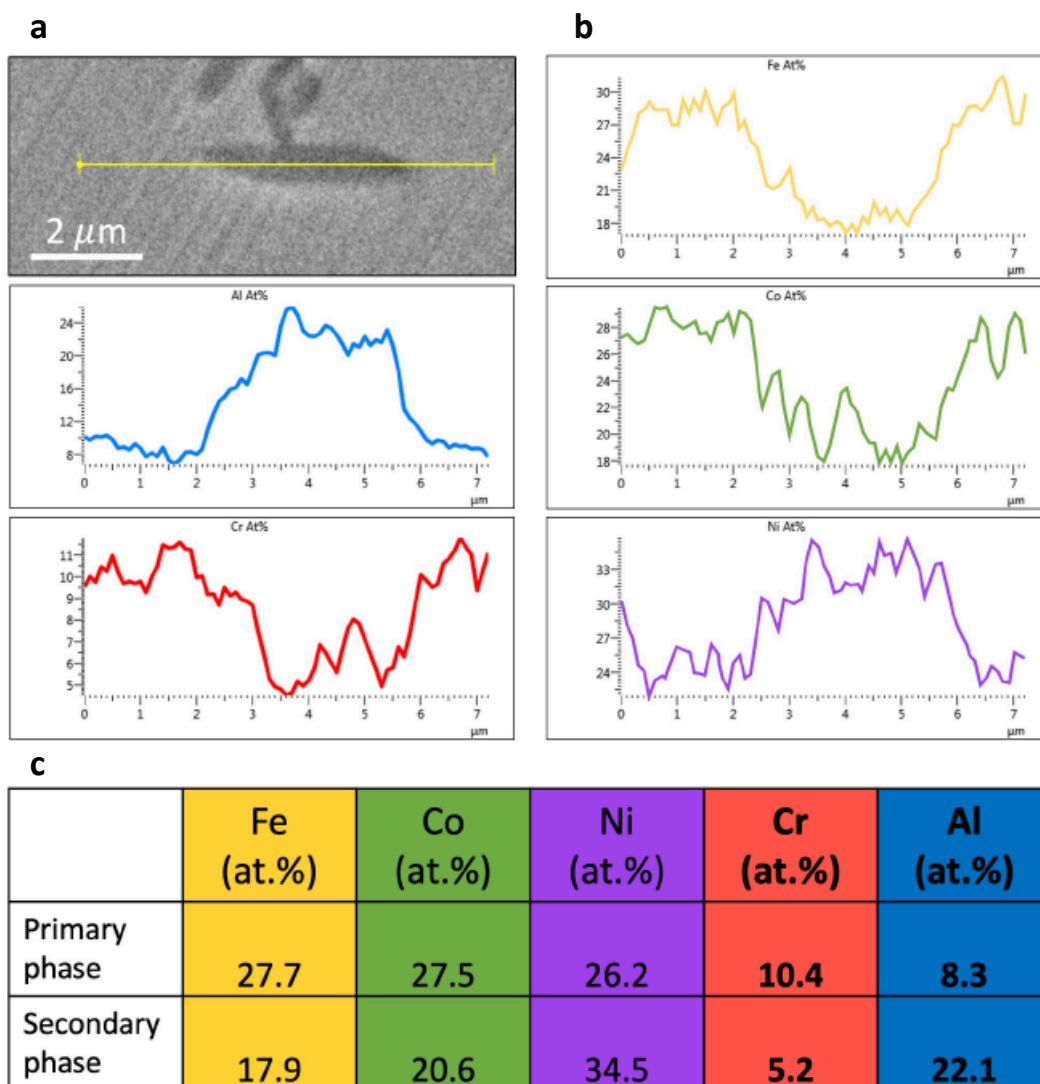 a
b
2 μm
Fe At%
30
27
24
21
18
0 1 2 3 4 5 6 7
μm
Al At%
24
20
16
12
8
0 1 2 3 4 5 6 7
μm
Co At%
28
26
24
22
20
18
0 1 2 3 4 5 6 7
μm
Cr At%
11
10
9
8
7
6
5
0 1 2 3 4 5 6 7
μm
Ni At%
33
30
27
24
0 1 2 3 4 5 6 7
μm
c
Fe Co Ni Cr Al
(at.%) (at.%) (at.%) (at.%) (at.%)
Primary
phase 27.7 27.5 26.2 10.4 8.3
Secondary
phase 17.9 20.6 34.5 5.2 22.1